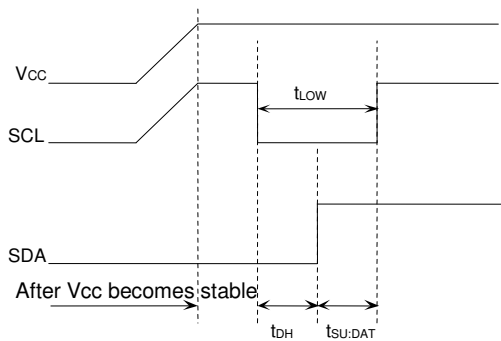 VCC
tLOW
SCL
SDA
After Vcc becomes stable
tDH tSU:DAT